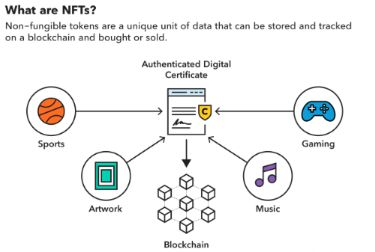 What are NFTs?
Non-fungible tokens are a unique unit of data that can be stored and tracked
on a blockchain and bought or sold.
Authenticated Digital
Certificate
C
Sports
Gaming
Artwork
Music
Blockchain